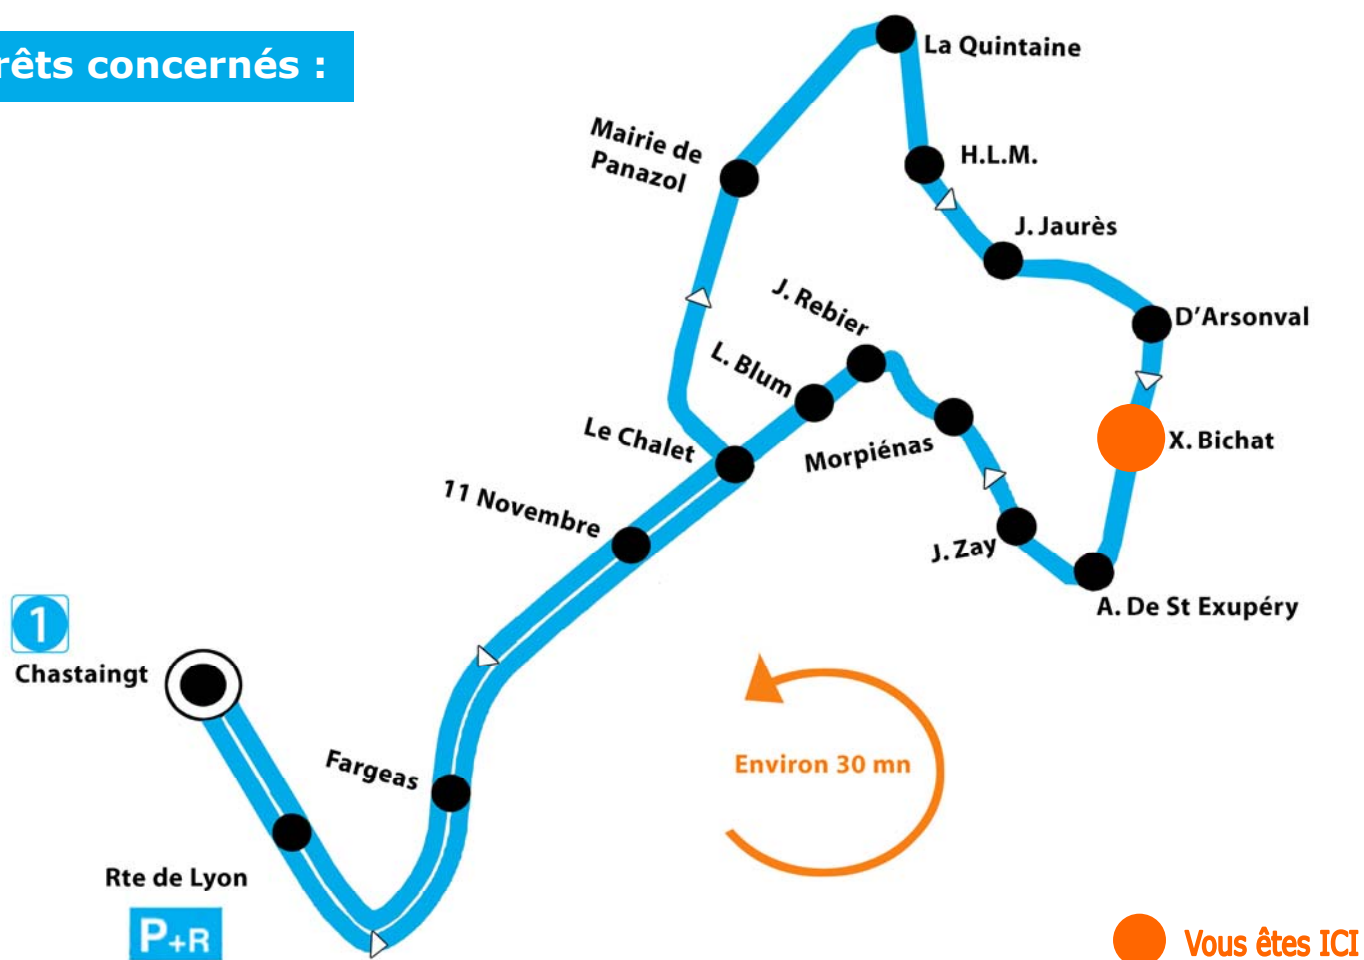 rêts concernés :
La Quintaine
Mairie de
Panazol
H.L.M.
J. Jaurès
J. Rebier
D'Arsonval
L. Blum
Le Chalet
Morpiénas
X. Bichat
11 Novembre
J. Zay
A. De St Exupéry
1
Chastaingt
Fargeas
Environ 30 mn
Rte de Lyon
P+R
Vous êtes ICI